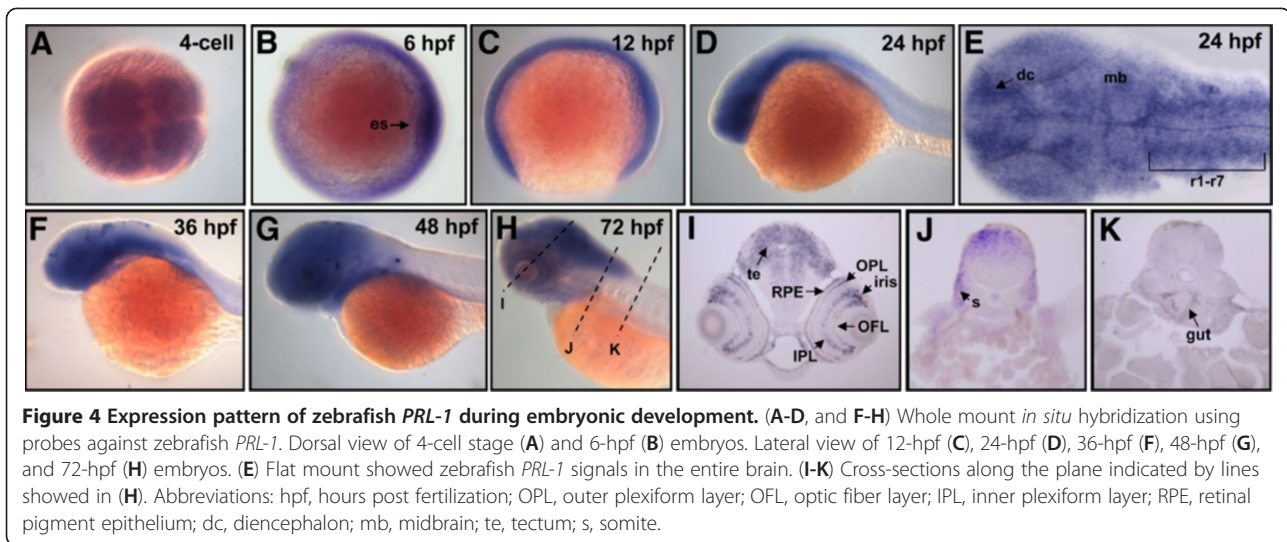 A
4-cell
B
6 hpf
es
C
12 hpf
D
24 hpf
E
24 hpf
dc
mb
r1-r7
F
36 hpf
G
48 hpf
H
72 hpf
I
J
K
I
te
OPL
RPE
iris
OFL
IPL
J
s
K
gut
Figure 4 Expression pattern of zebrafish PRL-1 during embryonic development. (A-D, and F-H) Whole mount in situ hybridization using
probes against zebrafish PRL-1. Dorsal view of 4-cell stage (A) and 6-hpf (B) embryos. Lateral view of 12-hpf (C), 24-hpf (D), 36-hpf (F), 48-hpf (G),
and 72-hpf (H) embryos. (E) Flat mount showed zebrafish PRL-1 signals in the entire brain. (I-K) Cross-sections along the plane indicated by lines
showed in (H). Abbreviations: hpf, hours post fertilization; OPL, outer plexiform layer; OFL, optic fiber layer; IPL, inner plexiform layer; RPE, retinal
pigment epithelium; dc, diencephalon; mb, midbrain; te, tectum; s, somite.